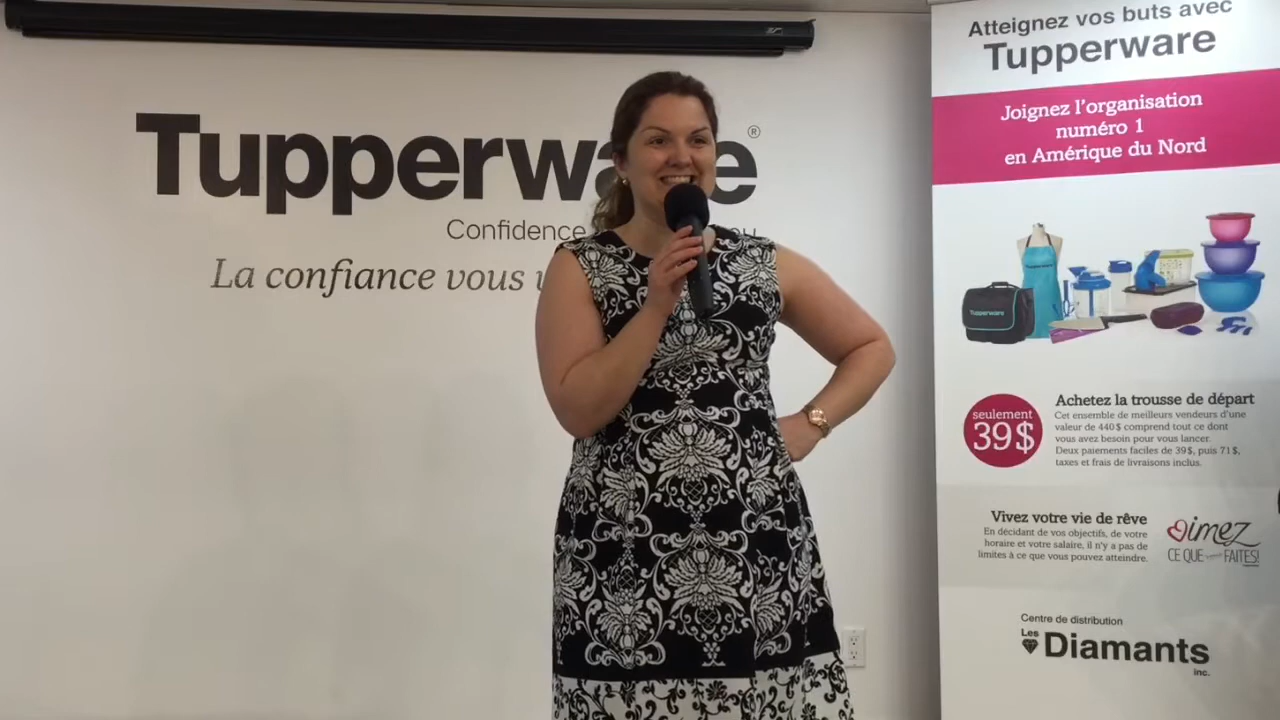 Tupperw e®
Confidence ou
La confiance vous
Atteignez vos buts avec
Tupperware
Joignez l'organisation
numéro 1
en Amérique du Nord
Tupperware
seulement
39$
Achetez la trousse de départ
Cet ensemble de meilleurs vendeurs d'une
valeur de 440 $ comprend tout ce dont
vous avez besoin pour vous lancer.
Deux paiements faciles de 39 $, puis 71 $,
taxes et frais de livraisons inclus.
Vivez votre vie de rêve
En décidant de vos objectifs, de votre
horaire et votre salaire, il n'y a pas de
limites à ce que vous pouvez atteindre.
aimez
CE QUE FAITES!
Centre de distribution
Les
Diamants
inc.